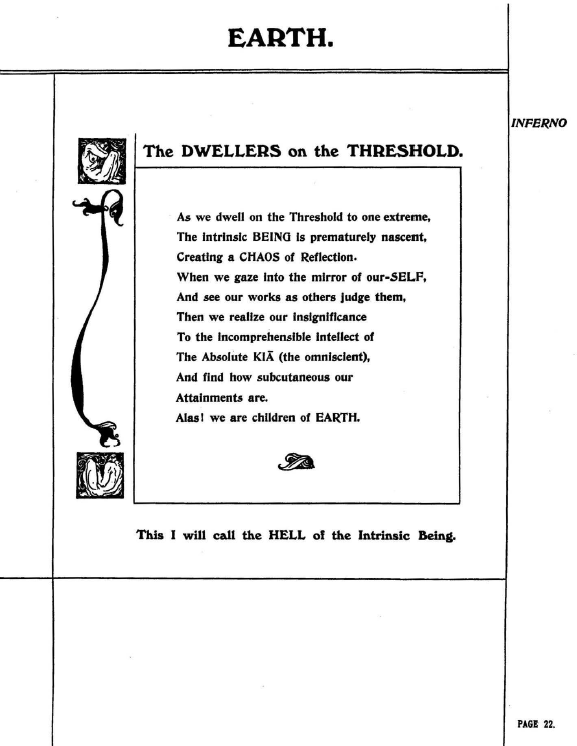 EARTH.
INFERNO
The DWELLERS on the THRESHOLD.
As we dwell on the Threshold to one extreme,
The intrinsic BEING is prematurely nascent,
Creating a CHAOS of Reflection.
When we gaze into the mirror of our-SELF,
And see our works as others judge them,
Then we realize our insignificance
To the incomprehensible intellect of
The Absolute KIĀ (the omniscient),
And find how subcutaneous our
Attainments are.
Alas! we are children of EARTH.
This I will call the HELL of the Intrinsic Being.
PAGE 22.